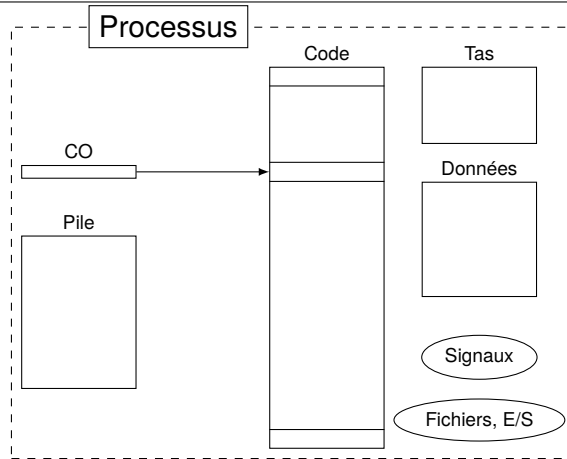 Processus
Code
Tas
CO
Données
Pile
Signaux
Fichiers, E/S